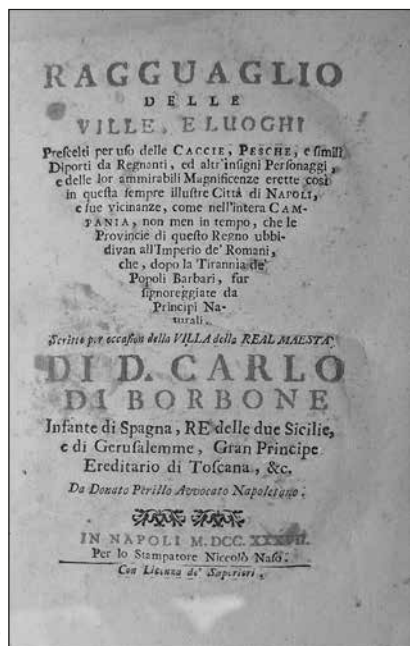 RAGGUAGLIO
DELLE
VILLE, E LUOGHI
Preſcelti per uſo delle CACCIE, PESCHE, e ſimili
Diporti da Regnanti, ed altr'inſigni Perſonaggi,
e delle lor ammirabili Magnificenze erette così
in queſta ſempre illuſtre Città di NAPOLI,
e ſue vicinanze, come nell'intera CAM-
PANIA, non men in tempo, che le
Provincie di queſto Regno ubbi-
divan all'Imperio de' Romani,
che, dopo la Tirannia de'
Popoli Barbari, fur
ſignoreggiate da
Principi Na-
turali.
Scritto per occaſion della VILLA della REAL MAESTA'
DI D. CARLO
DI BORBONE
Infante di Spagna, RE delle due Sicilie,
e di Geruſalemme, Gran Principe
Ereditario di Toſcana, &c.
Da Donato Perillo Avvocato Napoletano.
IN NAPOLI M.DCC.XXXVII.
Per lo Stampatore Niccolò Naſo.
Con Licenza de' Superiori.